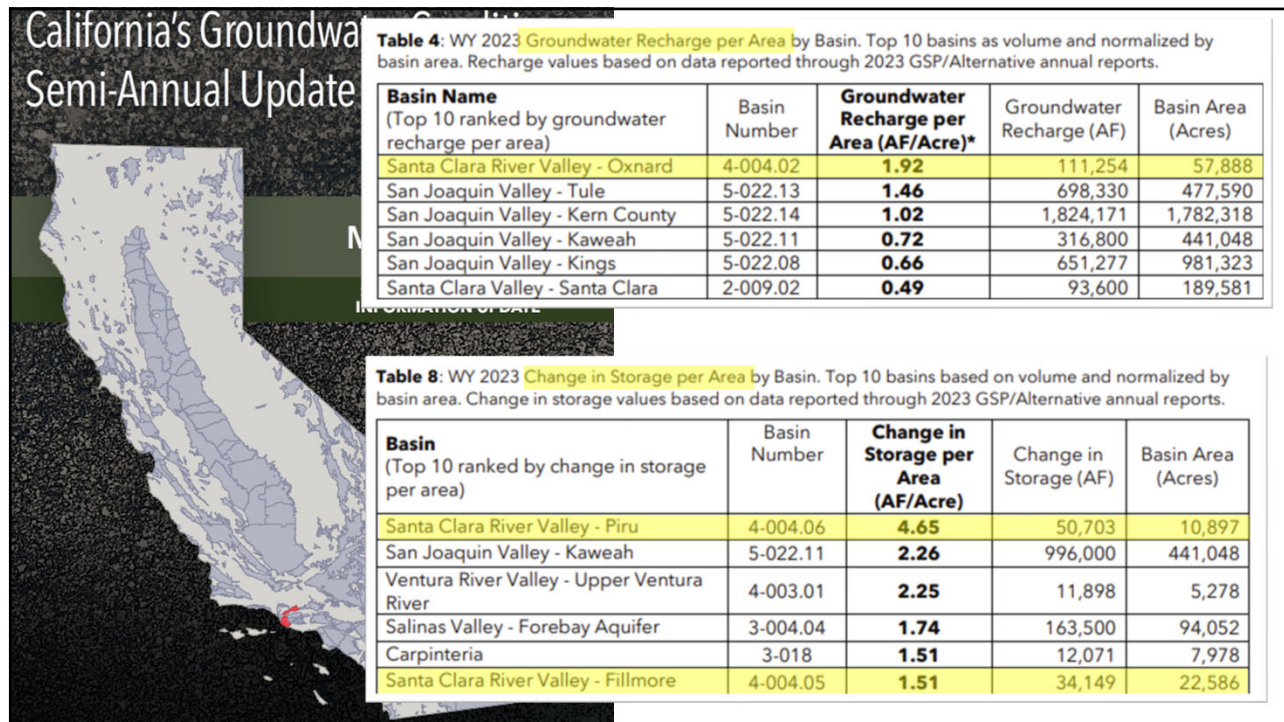 California's Groundwa
Semi-Annual Update
INFORMATION UPDATE
Table 4: WY 2023 Groundwater Recharge per Area by Basin. Top 10 basins as volume and normalized by
basin area. Recharge values based on data reported through 2023 GSP/Alternative annual reports.
Basin Name
(Top 10 ranked by groundwater
recharge per area)
Basin
Number
Groundwater
Recharge per
Area (AF/Acre)*
Groundwater
Recharge (AF)
Basin Area
(Acres)
Santa Clara River Valley - Oxnard 4-004.02 1.92 111,254 57,888
San Joaquin Valley - Tule 5-022.13 1.46 698,330 477,590
San Joaquin Valley - Kern County 5-022.14 1.02 1,824,171 1,782,318
San Joaquin Valley - Kaweah 5-022.11 0.72 316,800 441,048
San Joaquin Valley - Kings 5-022.08 0.66 651,277 981,323
Santa Clara Valley - Santa Clara 2-009.02 0.49 93,600 189,581
Table 8: WY 2023 Change in Storage per Area by Basin. Top 10 basins based on volume and normalized by
basin area. Change in storage values based on data reported through 2023 GSP/Alternative annual reports.
Basin
(Top 10 ranked by change in storage
per area)
Basin
Number
Change in
Storage per
Area
(AF/Acre)
Change in
Storage (AF)
Basin Area
(Acres)
Santa Clara River Valley - Piru 4-004.06 4.65 50,703 10,897
San Joaquin Valley - Kaweah 5-022.11 2.26 996,000 441,048
Ventura River Valley - Upper Ventura
River 4-003.01 2.25 11,898 5,278
Salinas Valley - Forebay Aquifer 3-004.04 1.74 163,500 94,052
Carpinteria 3-018 1.51 12,071 7,978
Santa Clara River Valley - Fillmore 4-004.05 1.51 34,149 22,586